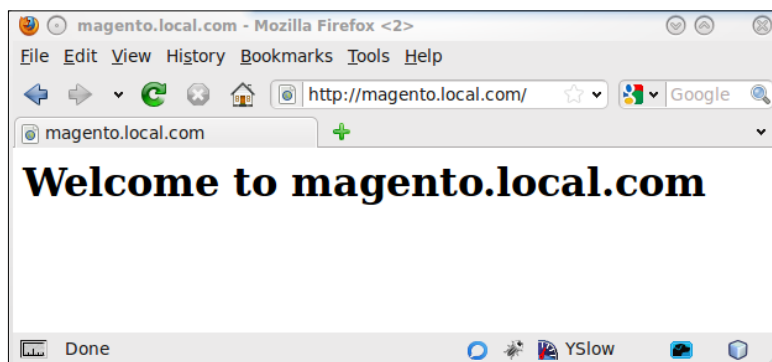 magento.local.com - Mozilla Firefox <2>
File Edit View History Bookmarks Tools Help
http://magento.local.com/ Google
magento.local.com
Welcome to magento.local.com
Done YSlow